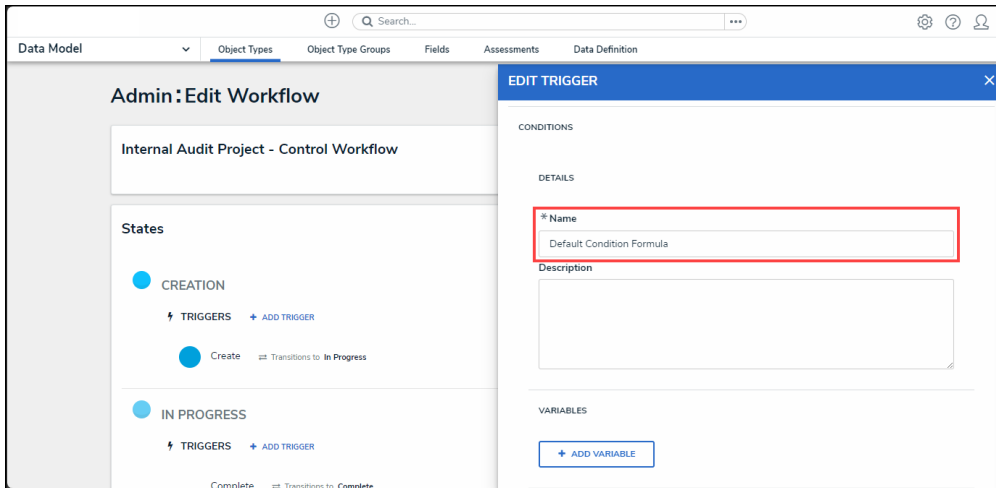 Search...
Data Model
Object Types Object Type Groups Fields Assessments Data Definition
Admin:Edit Workflow
Internal Audit Project - Control Workflow
States
CREATION
TRIGGERS + ADD TRIGGER
Create Transitions to In Progress
IN PROGRESS
TRIGGERS + ADD TRIGGER
Complete Transitions to Complete
EDIT TRIGGER
CONDITIONS
DETAILS
* Name
Default Condition Formula
Description
VARIABLES
+ ADD VARIABLE